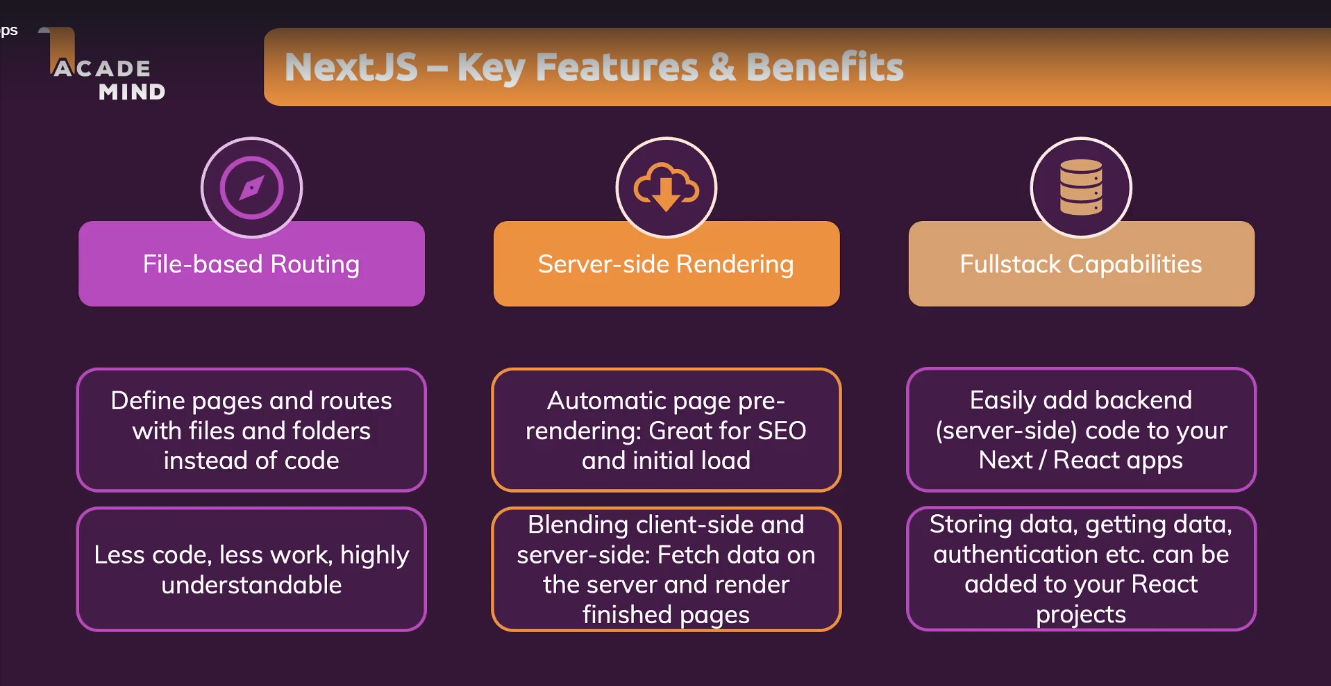 ACADE
MIND
NextJS – Key Features & Benefits
File-based Routing
Define pages and routes
with files and folders
instead of code
Less code, less work, highly
understandable
Server-side Rendering
Automatic page pre-
rendering: Great for SEO
and initial load
Blending client-side and
server-side: Fetch data on
the server and render
finished pages
Fullstack Capabilities
Easily add backend
(server-side) code to your
Next / React apps
Storing data, getting data,
authentication etc. can be
added to your React
projects